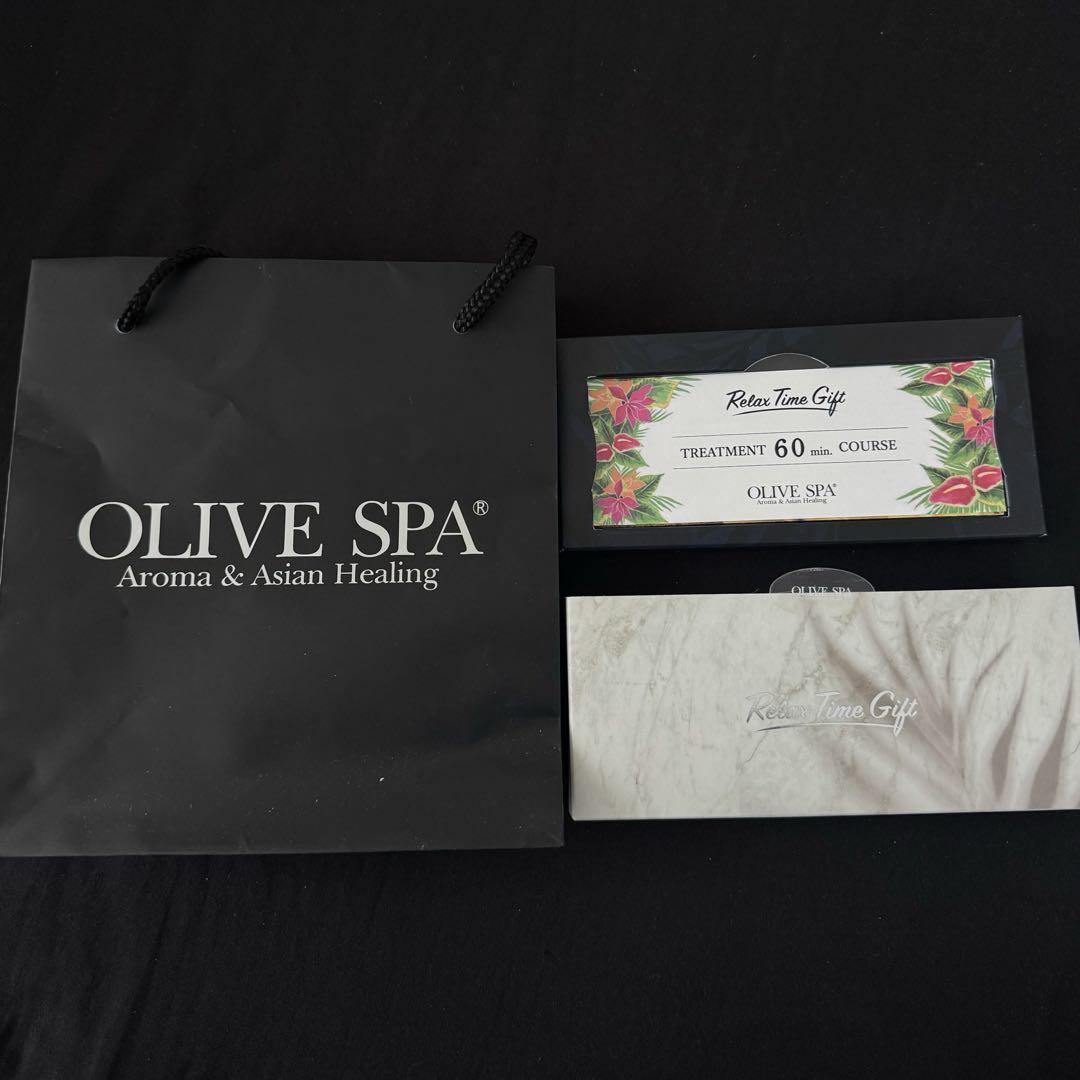 OLIVE SPA®
Aroma & Asian Healing
Relax Time Gift
TREATMENT 60 min. COURSE
OLIVE SPA®
Aroma & Asian Healing
OLIVE SPA
Relax Time Gift